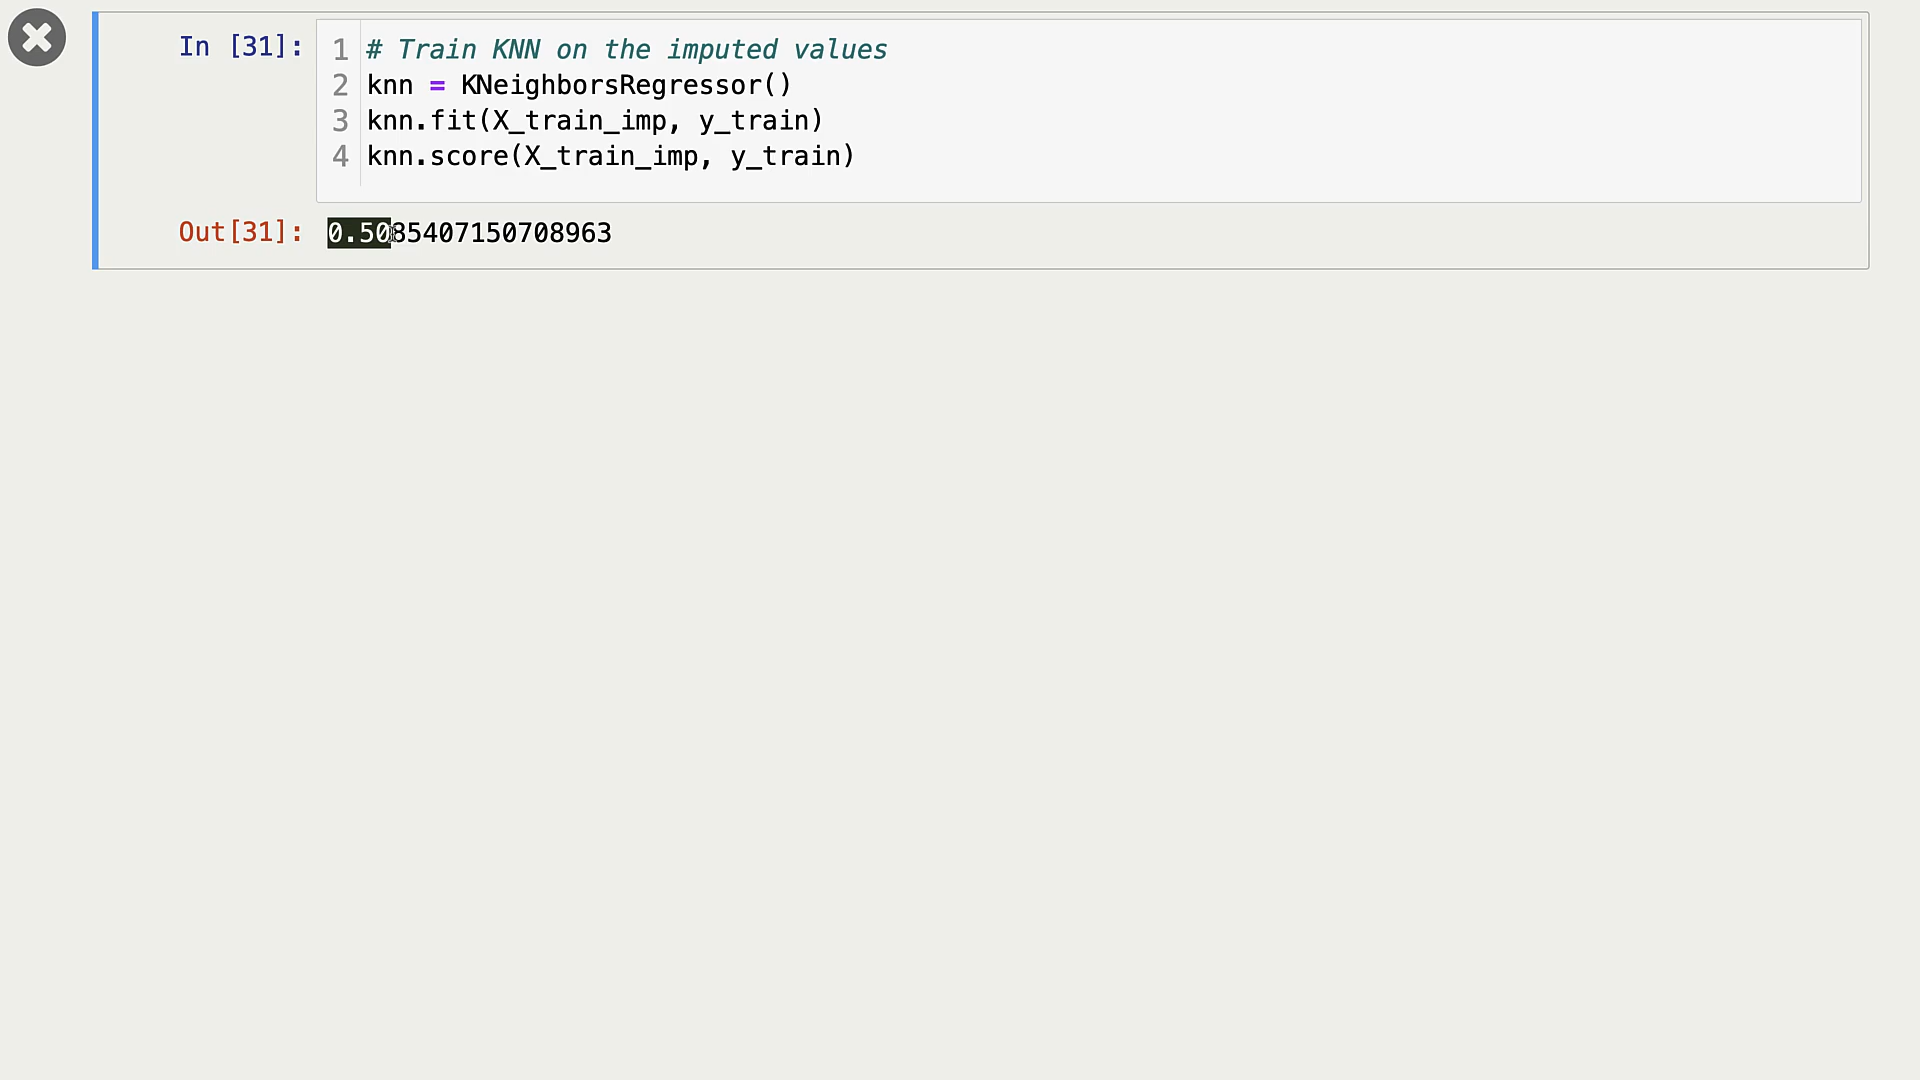 In [31]:
1 # Train KNN on the imputed values
2 knn = KNeighborsRegressor()
3 knn.fit(X_train_imp, y_train)
4 knn.score(X_train_imp, y_train)
Out[31]: 0.5085407150708963